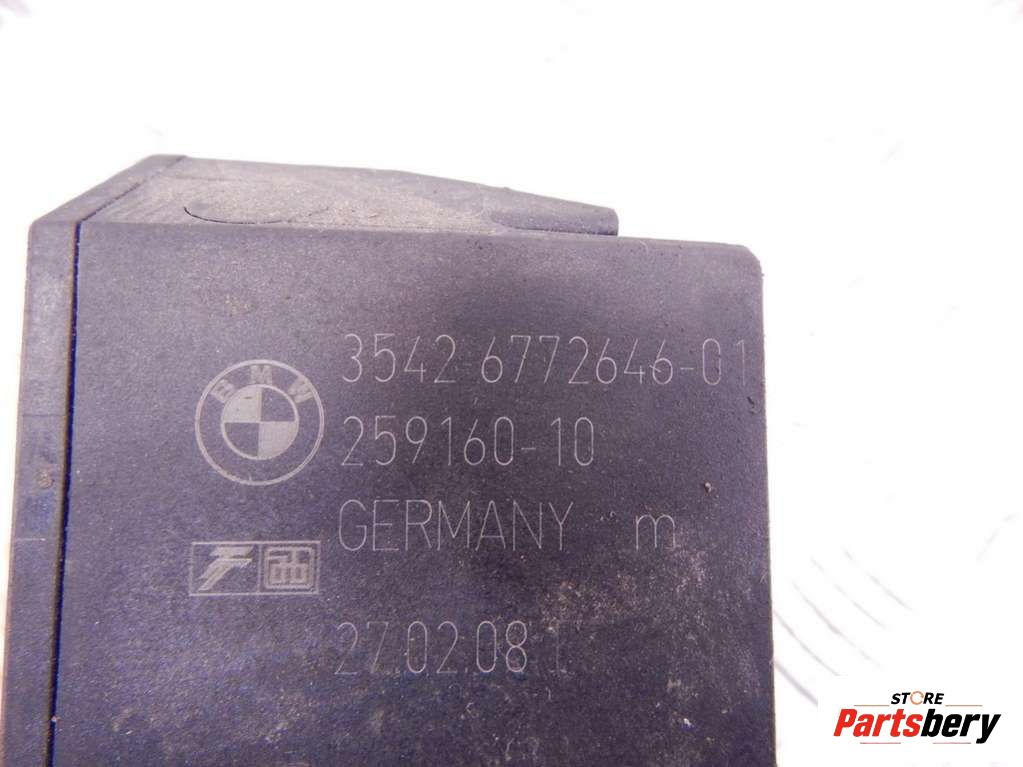 3542 6772646-01
BMW
259160-10
GERMANY m
27.02.08
STORE
Partsbery